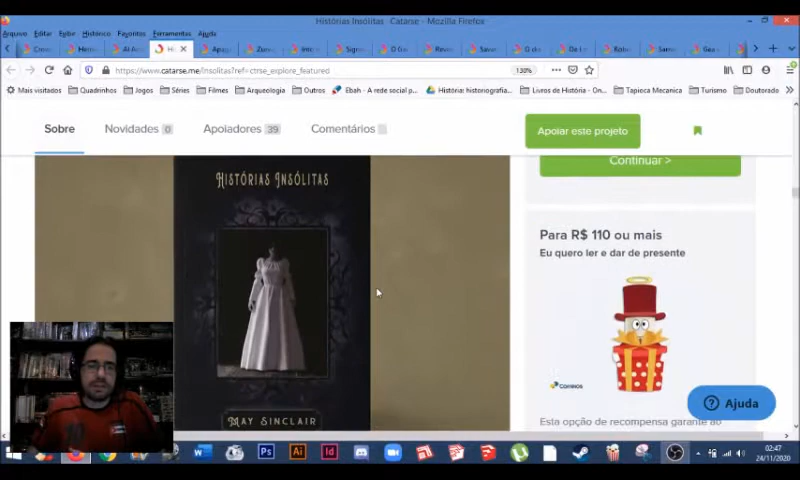 Histórias Insólitas · Catarse - Mozilla Firefox
Arquivo Editar Exibir Histórico Favoritos Ferramentas Ajuda
https://www.catarse.me/insolitas?ref=ctrse_explore_featured
130%
Mais visitados Quadrinhos Jogos Séries Filmes Arqueologia Outros Ebah - A rede social p... História: historiografia... Livros de História - On... Tapioca Mecanica Turismo Doutorado
Sobre Novidades 0 Apoiadores 39 Comentários
Apoiar este projeto
Continuar >
HISTÓRIAS INSÓLITAS
MAY SINCLAIR
Para R$ 110 ou mais
Eu quero ler e dar de presente
Correios
Esta opção de recompensa garante ao
Ajuda
02:47
24/11/2020